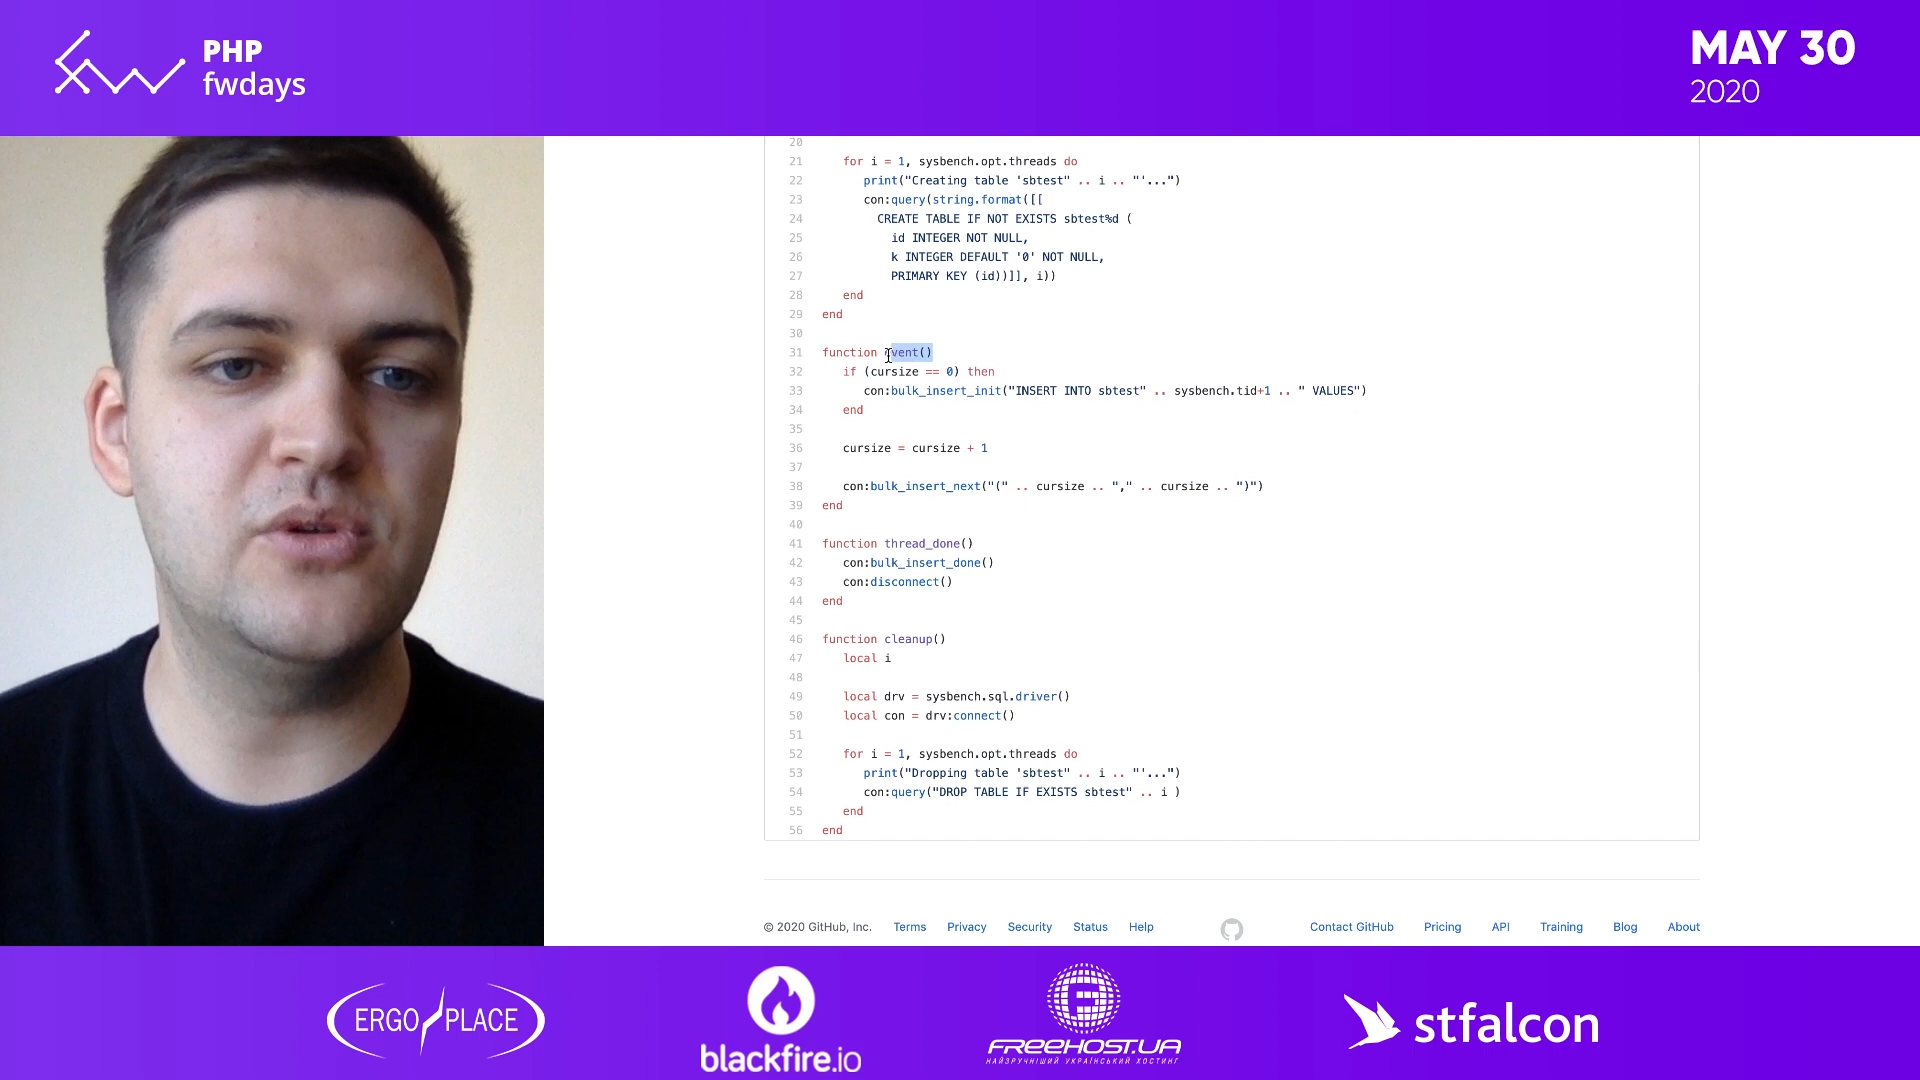 PHP
fwdays
MAY 30
2020
20
21 for i = 1, sysbench.opt.threads do
22 print("Creating table 'sbtest" .. i .. "'...")
23 con:query(string.format([[
24 CREATE TABLE IF NOT EXISTS sbtest%d (
25 id INTEGER NOT NULL,
26 k INTEGER DEFAULT '0' NOT NULL,
27 PRIMARY KEY (id))]], i))
28 end
29 end
30
31 function event()
32 if (cursize == 0) then
33 con:bulk_insert_init("INSERT INTO sbtest" .. sysbench.tid+1 .. " VALUES")
34 end
35
36 cursize = cursize + 1
37
38 con:bulk_insert_next("(" .. cursize .. "," .. cursize .. ")")
39 end
40
41 function thread_done()
42 con:bulk_insert_done()
43 con:disconnect()
44 end
45
46 function cleanup()
47 local i
48
49 local drv = sysbench.sql.driver()
50 local con = drv:connect()
51
52 for i = 1, sysbench.opt.threads do
53 print("Dropping table 'sbtest" .. i .. "'...")
54 con:query("DROP TABLE IF EXISTS sbtest" .. i )
55 end
56 end
© 2020 GitHub, Inc. Terms Privacy Security Status Help Contact GitHub Pricing API Training Blog About
ERGO PLACE
blackfire.io
FREEHOST.UA
НАЙЗРУЧНІШИЙ УКРАЇНСЬКИЙ ХОСТИНГ
stfalcon